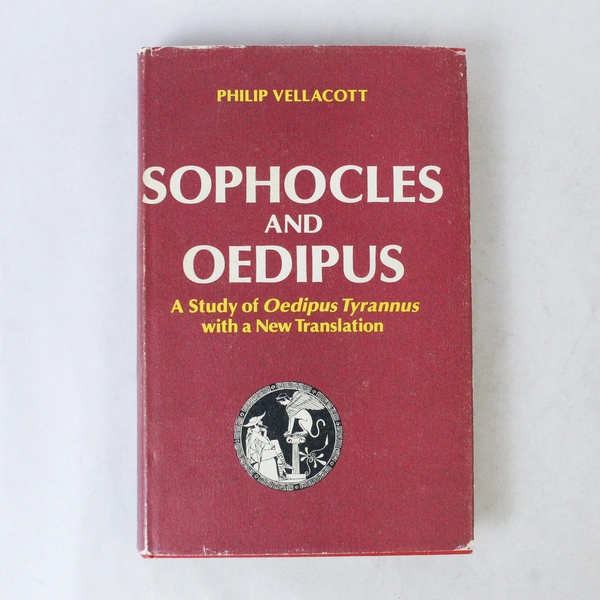 PHILIP VELLACOTT
SOPHOCLES
AND
OEDIPUS
A Study of Oedipus Tyrannus
with a New Translation